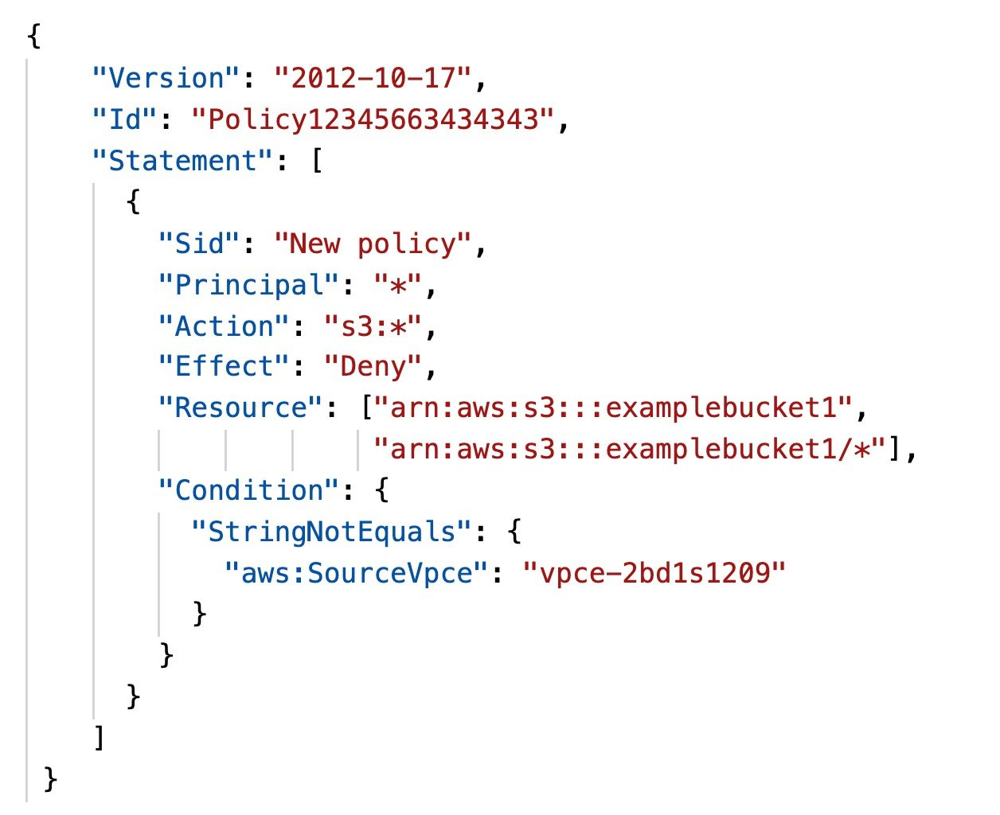 {
"Version": "2012-10-17",
"Id": "Policy12345663434343",
"Statement": [
{
"Sid": "New policy",
"Principal": "*",
"Action": "s3:*",
"Effect": "Deny",
"Resource": ["arn:aws:s3:::examplebucket1",
"arn:aws:s3:::examplebucket1/*"],
"Condition": {
"StringNotEquals": {
"aws:SourceVpce": "vpce-2bd1s1209"
}
}
}
]
}